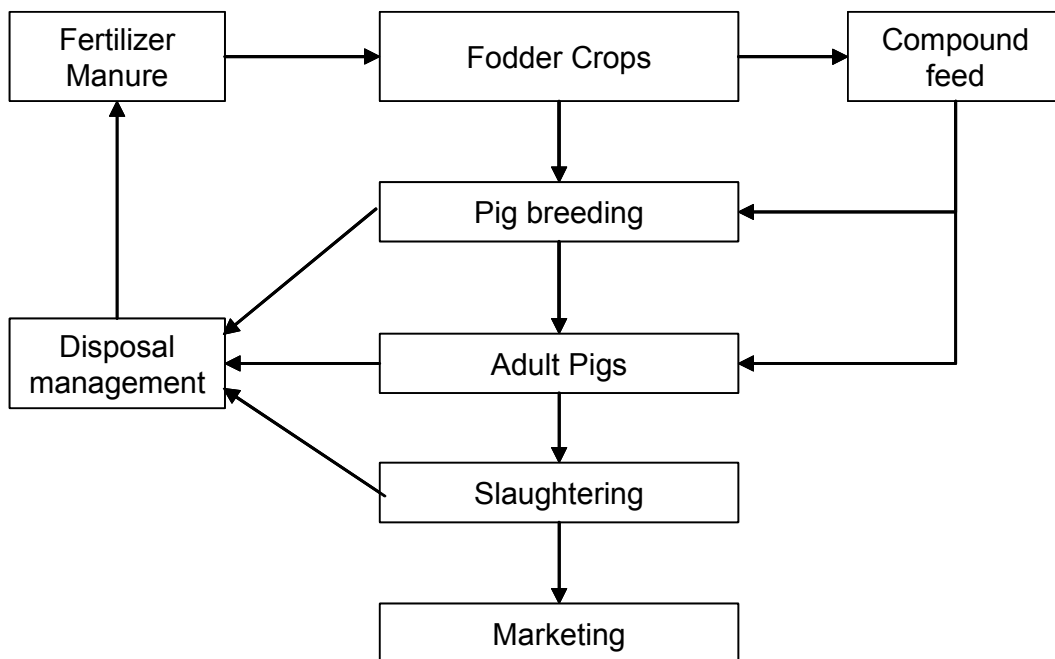 Fertilizer
Manure
Fodder Crops
Compound
feed
Pig breeding
Disposal
management
Adult Pigs
Slaughtering
Marketing